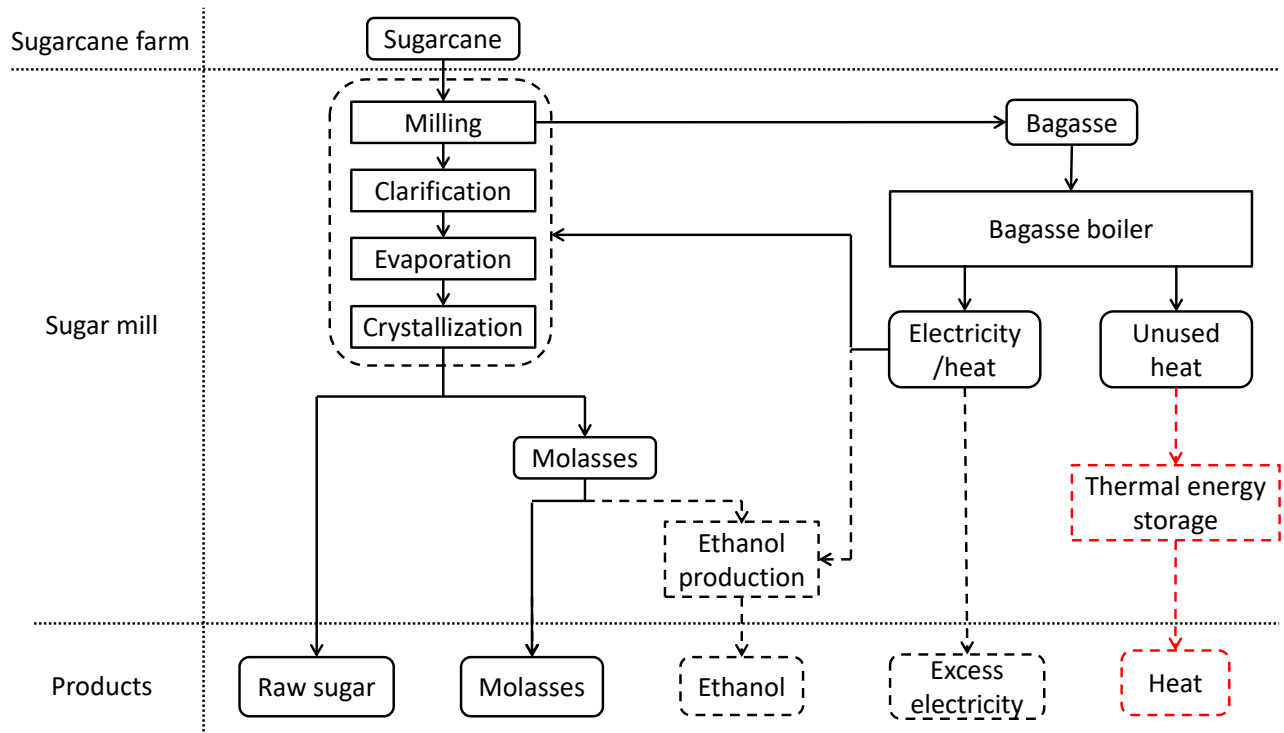 Sugarcane farm
Sugarcane
Milling
Bagasse
Clarification
Bagasse boiler
Evaporation
Sugar mill
Crystallization
Electricity
/heat
Unused
heat
Molasses
Thermal energy
storage
Ethanol
production
Products
Raw sugar
Molasses
Ethanol
Excess
electricity
Heat